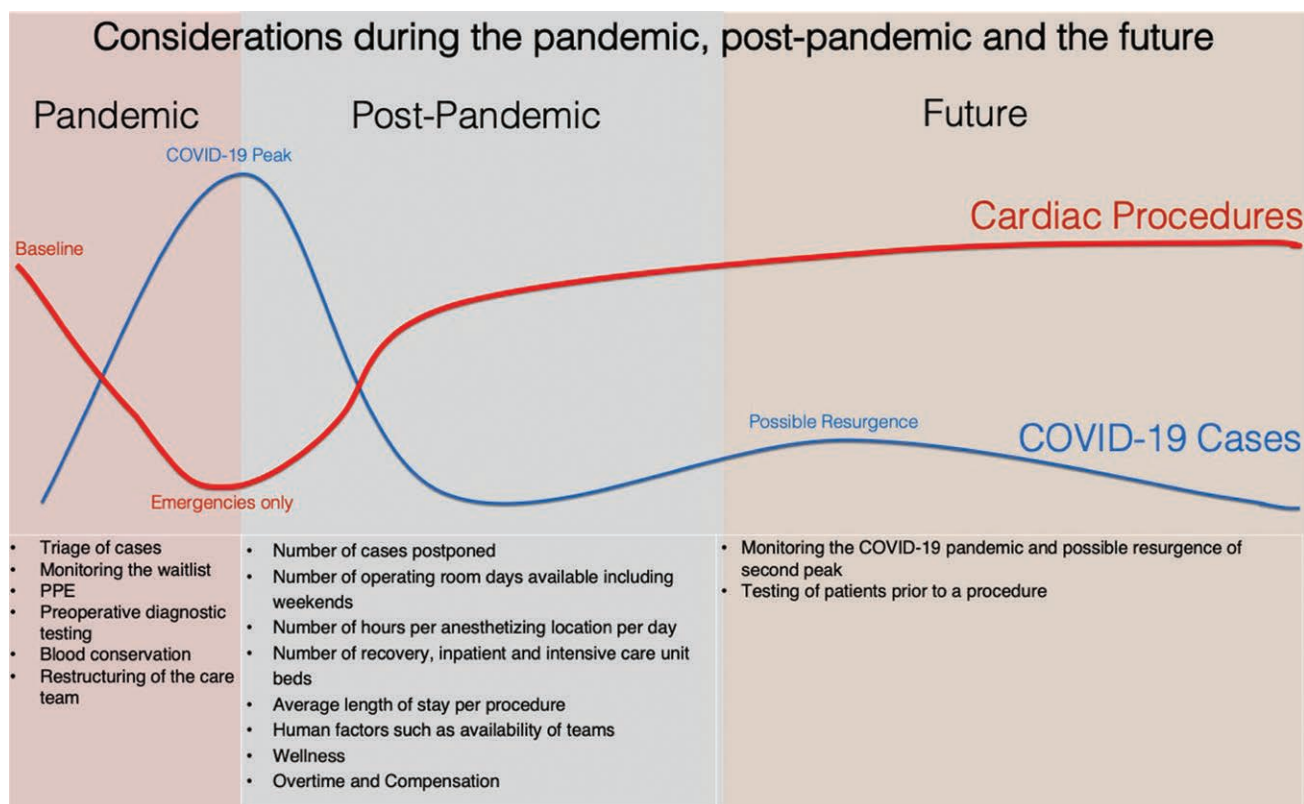 Considerations during the pandemic, post-pandemic and the future
Pandemic
Post-Pandemic
Future
COVID-19 Peak
Baseline
Cardiac Procedures
Emergencies only
Possible Resurgence
COVID-19 Cases
• Triage of cases
• Monitoring the waitlist
• PPE
• Preoperative diagnostic
testing
• Blood conservation
• Restructuring of the care
team
• Number of cases postponed
• Number of operating room days available including
weekends
• Number of hours per anesthetizing location per day
• Number of recovery, inpatient and intensive care unit
beds
• Average length of stay per procedure
• Human factors such as availability of teams
• Wellness
• Overtime and Compensation
• Monitoring the COVID-19 pandemic and possible resurgence of
second peak
• Testing of patients prior to a procedure